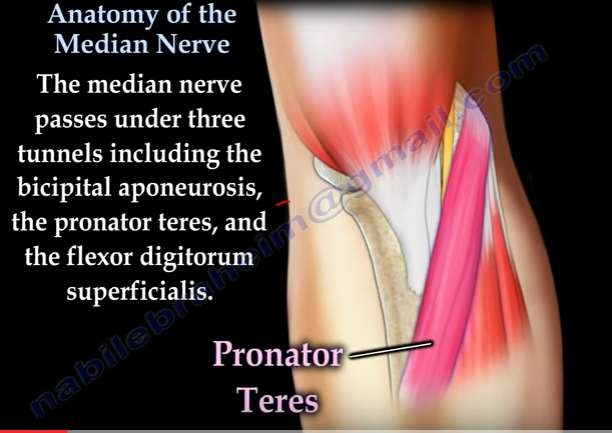 Anatomy of the
Median Nerve
The median nerve
passes under three
tunnels including the
bicipital aponeurosis,
the pronator teres, and
the flexor digitorum
superficialis.
Pronator
Teres
nabilebraheim@gmail.com